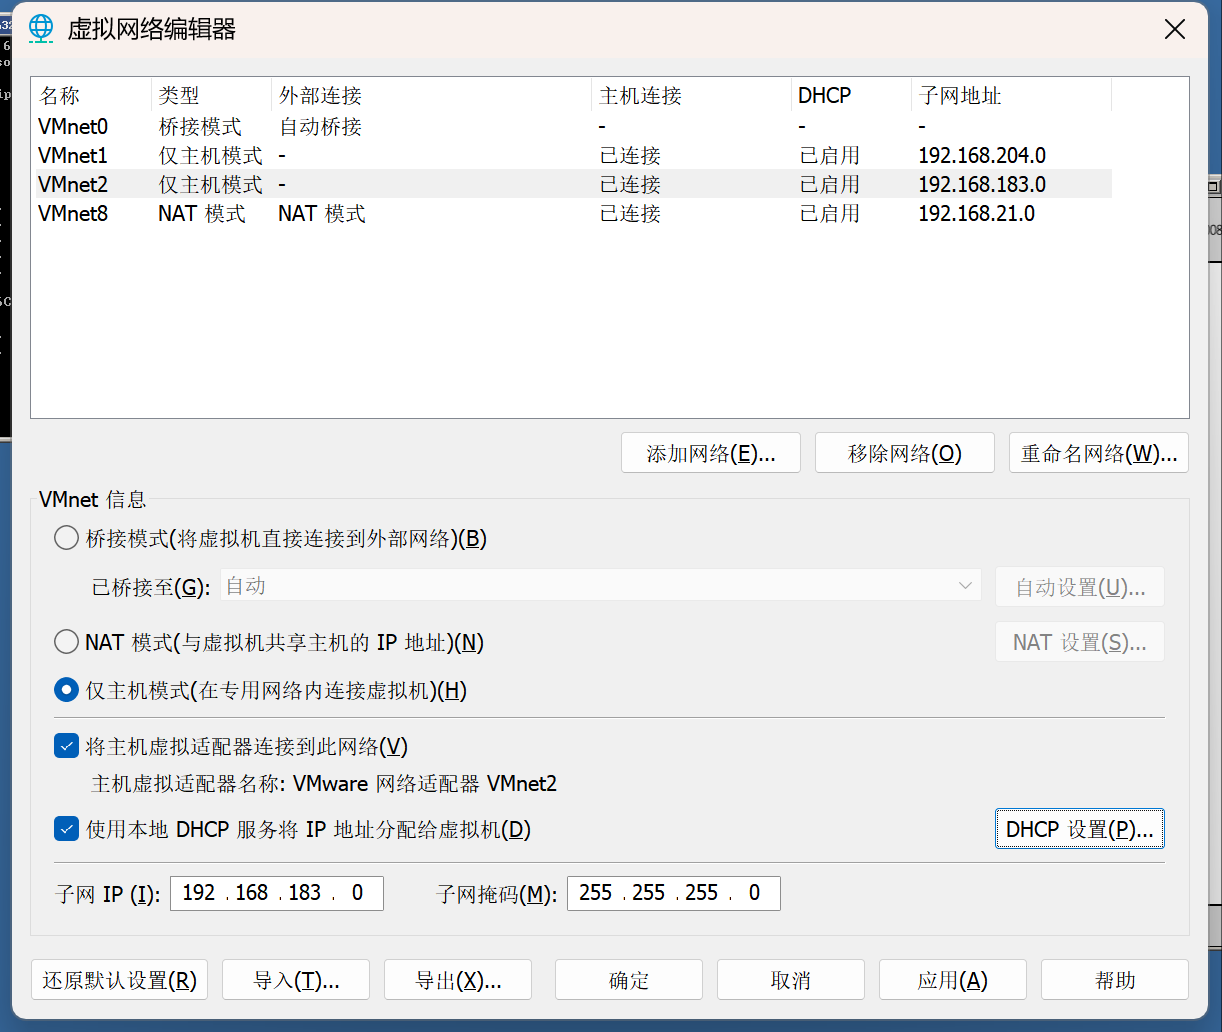 虚拟网络编辑器
名称 类型 外部连接 主机连接 DHCP 子网地址
VMnet0 桥接模式 自动桥接 - - -
VMnet1 仅主机模式 - 已连接 已启用 192.168.204.0
VMnet2 仅主机模式 - 已连接 已启用 192.168.183.0
VMnet8 NAT 模式 NAT 模式 已连接 已启用 192.168.21.0
添加网络(E)... 移除网络(O) 重命名网络(W)...
VMnet 信息
桥接模式(将虚拟机直接连接到外部网络)(B)
已桥接至(G): 自动 自动设置(U)...
NAT 模式(与虚拟机共享主机的 IP 地址)(N) NAT 设置(S)...
仅主机模式(在专用网络内连接虚拟机)(H)
将主机虚拟适配器连接到此网络(V)
主机虚拟适配器名称: VMware 网络适配器 VMnet2
使用本地 DHCP 服务将 IP 地址分配给虚拟机(D) DHCP 设置(P)...
子网 IP (I): 192 . 168 . 183 . 0 子网掩码(M): 255 . 255 . 255 . 0
还原默认设置(R) 导入(T)... 导出(X)... 确定 取消 应用(A) 帮助